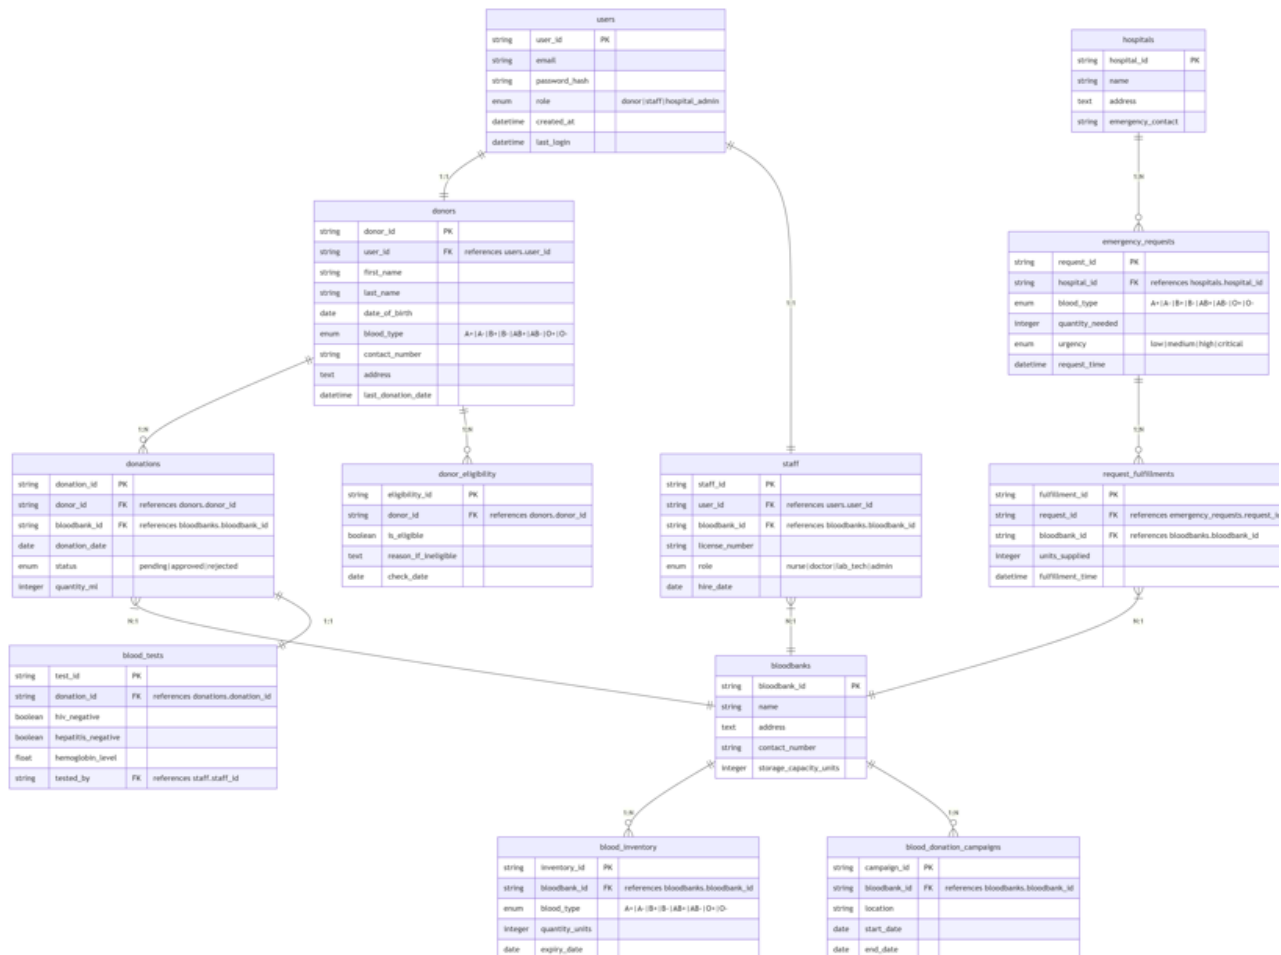 users
string user_id PK
string email
string password_hash
enum role donor|staff|hospital_admin
datetime created_at
datetime last_login
hospitals
string hospital_id PK
string name
text address
string emergency_contact
1:1
1:1
1:N
donors
string donor_id PK
string user_id FK references users.user_id
string first_name
string last_name
date date_of_birth
enum blood_type A+|A-|B+|B-|AB+|AB-|O+|O-
string contact_number
text address
datetime last_donation_date
emergency_requests
string request_id PK
string hospital_id FK references hospitals.hospital_id
enum blood_type A+|A-|B+|B-|AB+|AB-|O+|O-
integer quantity_needed
enum urgency low|medium|high|critical
datetime request_time
1:N
1:N
1:N
donations
string donation_id PK
string donor_id FK references donors.donor_id
string bloodbank_id FK references bloodbanks.bloodbank_id
date donation_date
enum status pending|approved|rejected
integer quantity_ml
donor_eligibility
string eligibility_id PK
string donor_id FK references donors.donor_id
boolean is_eligible
text reason_if_ineligible
date check_date
staff
string staff_id PK
string user_id FK references users.user_id
string bloodbank_id FK references bloodbanks.bloodbank_id
string license_number
enum role nurse|doctor|lab_tech|admin
date hire_date
request_fulfillments
string fulfillment_id PK
string request_id FK references emergency_requests.request_i
string bloodbank_id FK references bloodbanks.bloodbank_id
integer units_supplied
datetime fulfillment_time
N:1
1:1
N:1
N:1
blood_tests
string test_id PK
string donation_id FK references donations.donation_id
boolean hiv_negative
boolean hepatitis_negative
float hemoglobin_level
string tested_by FK references staff.staff_id
bloodbanks
string bloodbank_id PK
string name
text address
string contact_number
integer storage_capacity_units
1:N
1:N
blood_inventory
string inventory_id PK
string bloodbank_id FK references bloodbanks.bloodbank_id
enum blood_type A+|A-|B+|B-|AB+|AB-|O+|O-
integer quantity_units
date expiry_date
blood_donation_campaigns
string campaign_id PK
string bloodbank_id FK references bloodbanks.bloodbank_id
string location
date start_date
date end_date